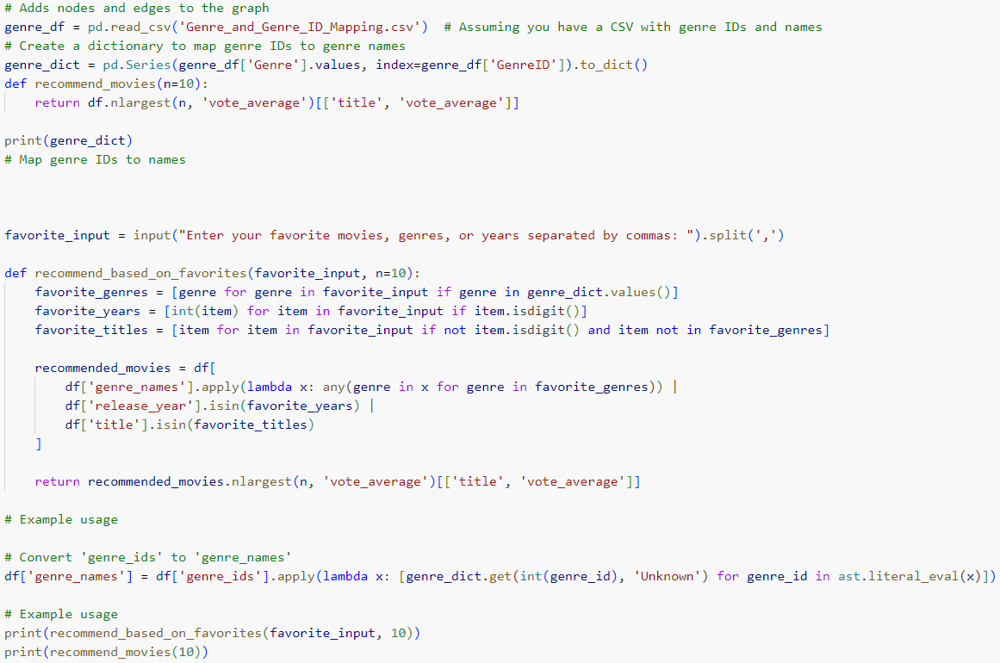 # Adds nodes and edges to the graph
genre_df = pd.read_csv('Genre_and_Genre_ID_Mapping.csv')  # Assuming you have a CSV with genre IDs and names
# Create a dictionary to map genre IDs to genre names
genre_dict = pd.Series(genre_df['Genre'].values, index=genre_df['GenreID']).to_dict()
def recommend_movies(n=10):
    return df.nlargest(n, 'vote_average')[['title', 'vote_average']]

print(genre_dict)
# Map genre IDs to names

favorite_input = input("Enter your favorite movies, genres, or years separated by commas: ").split(',')

def recommend_based_on_favorites(favorite_input, n=10):
    favorite_genres = [genre for genre in favorite_input if genre in genre_dict.values()]
    favorite_years = [int(item) for item in favorite_input if item.isdigit()]
    favorite_titles = [item for item in favorite_input if not item.isdigit() and item not in favorite_genres]

    recommended_movies = df[
        df['genre_names'].apply(lambda x: any(genre in x for genre in favorite_genres)) |
        df['release_year'].isin(favorite_years) |
        df['title'].isin(favorite_titles)
    ]

    return recommended_movies.nlargest(n, 'vote_average')[['title', 'vote_average']]

# Example usage

# Convert 'genre_ids' to 'genre_names'
df['genre_names'] = df['genre_ids'].apply(lambda x: [genre_dict.get(int(genre_id), 'Unknown') for genre_id in ast.literal_eval(x)])

# Example usage
print(recommend_based_on_favorites(favorite_input, 10))
print(recommend_movies(10))